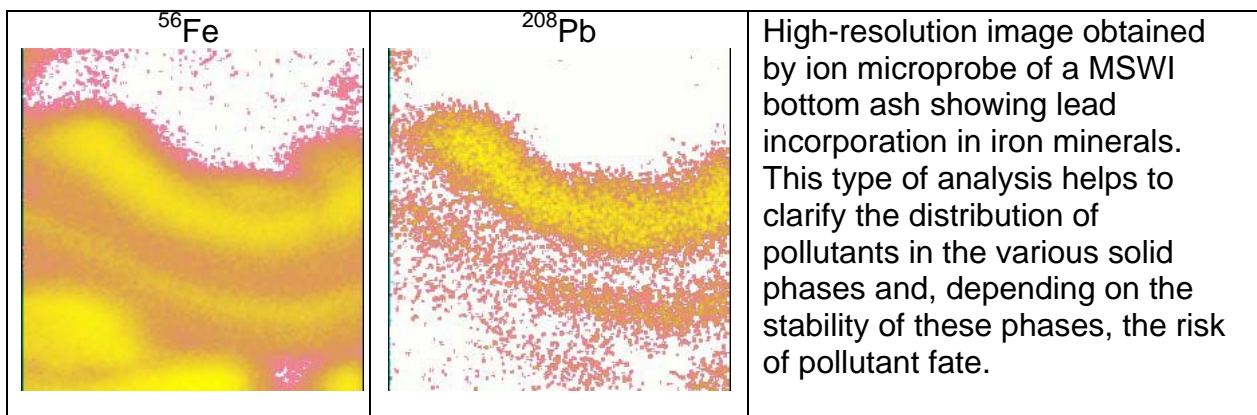 ⁵⁶Fe
²⁰⁸Pb
High-resolution image obtained
by ion microprobe of a MSWI
bottom ash showing lead
incorporation in iron minerals.
This type of analysis helps to
clarify the distribution of
pollutants in the various solid
phases and, depending on the
stability of these phases, the risk
of pollutant fate.